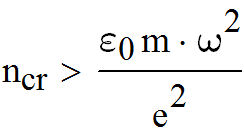 n_cr > (ε₀ m · ω²) / e²